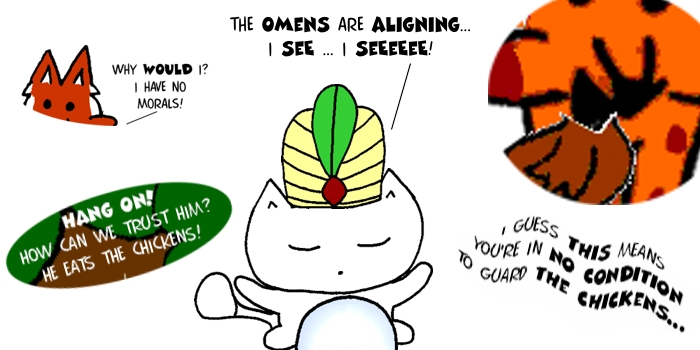 THE OMENS ARE ALIGNING...
I SEE ... I SEEEEEE!
WHY WOULD I?
I HAVE NO
MORALS!
HANG ON!
HOW CAN WE TRUST HIM?
HE EATS THE CHICKENS!
I GUESS THIS MEANS
YOU'RE IN NO CONDITION
TO GUARD THE CHICKENS...